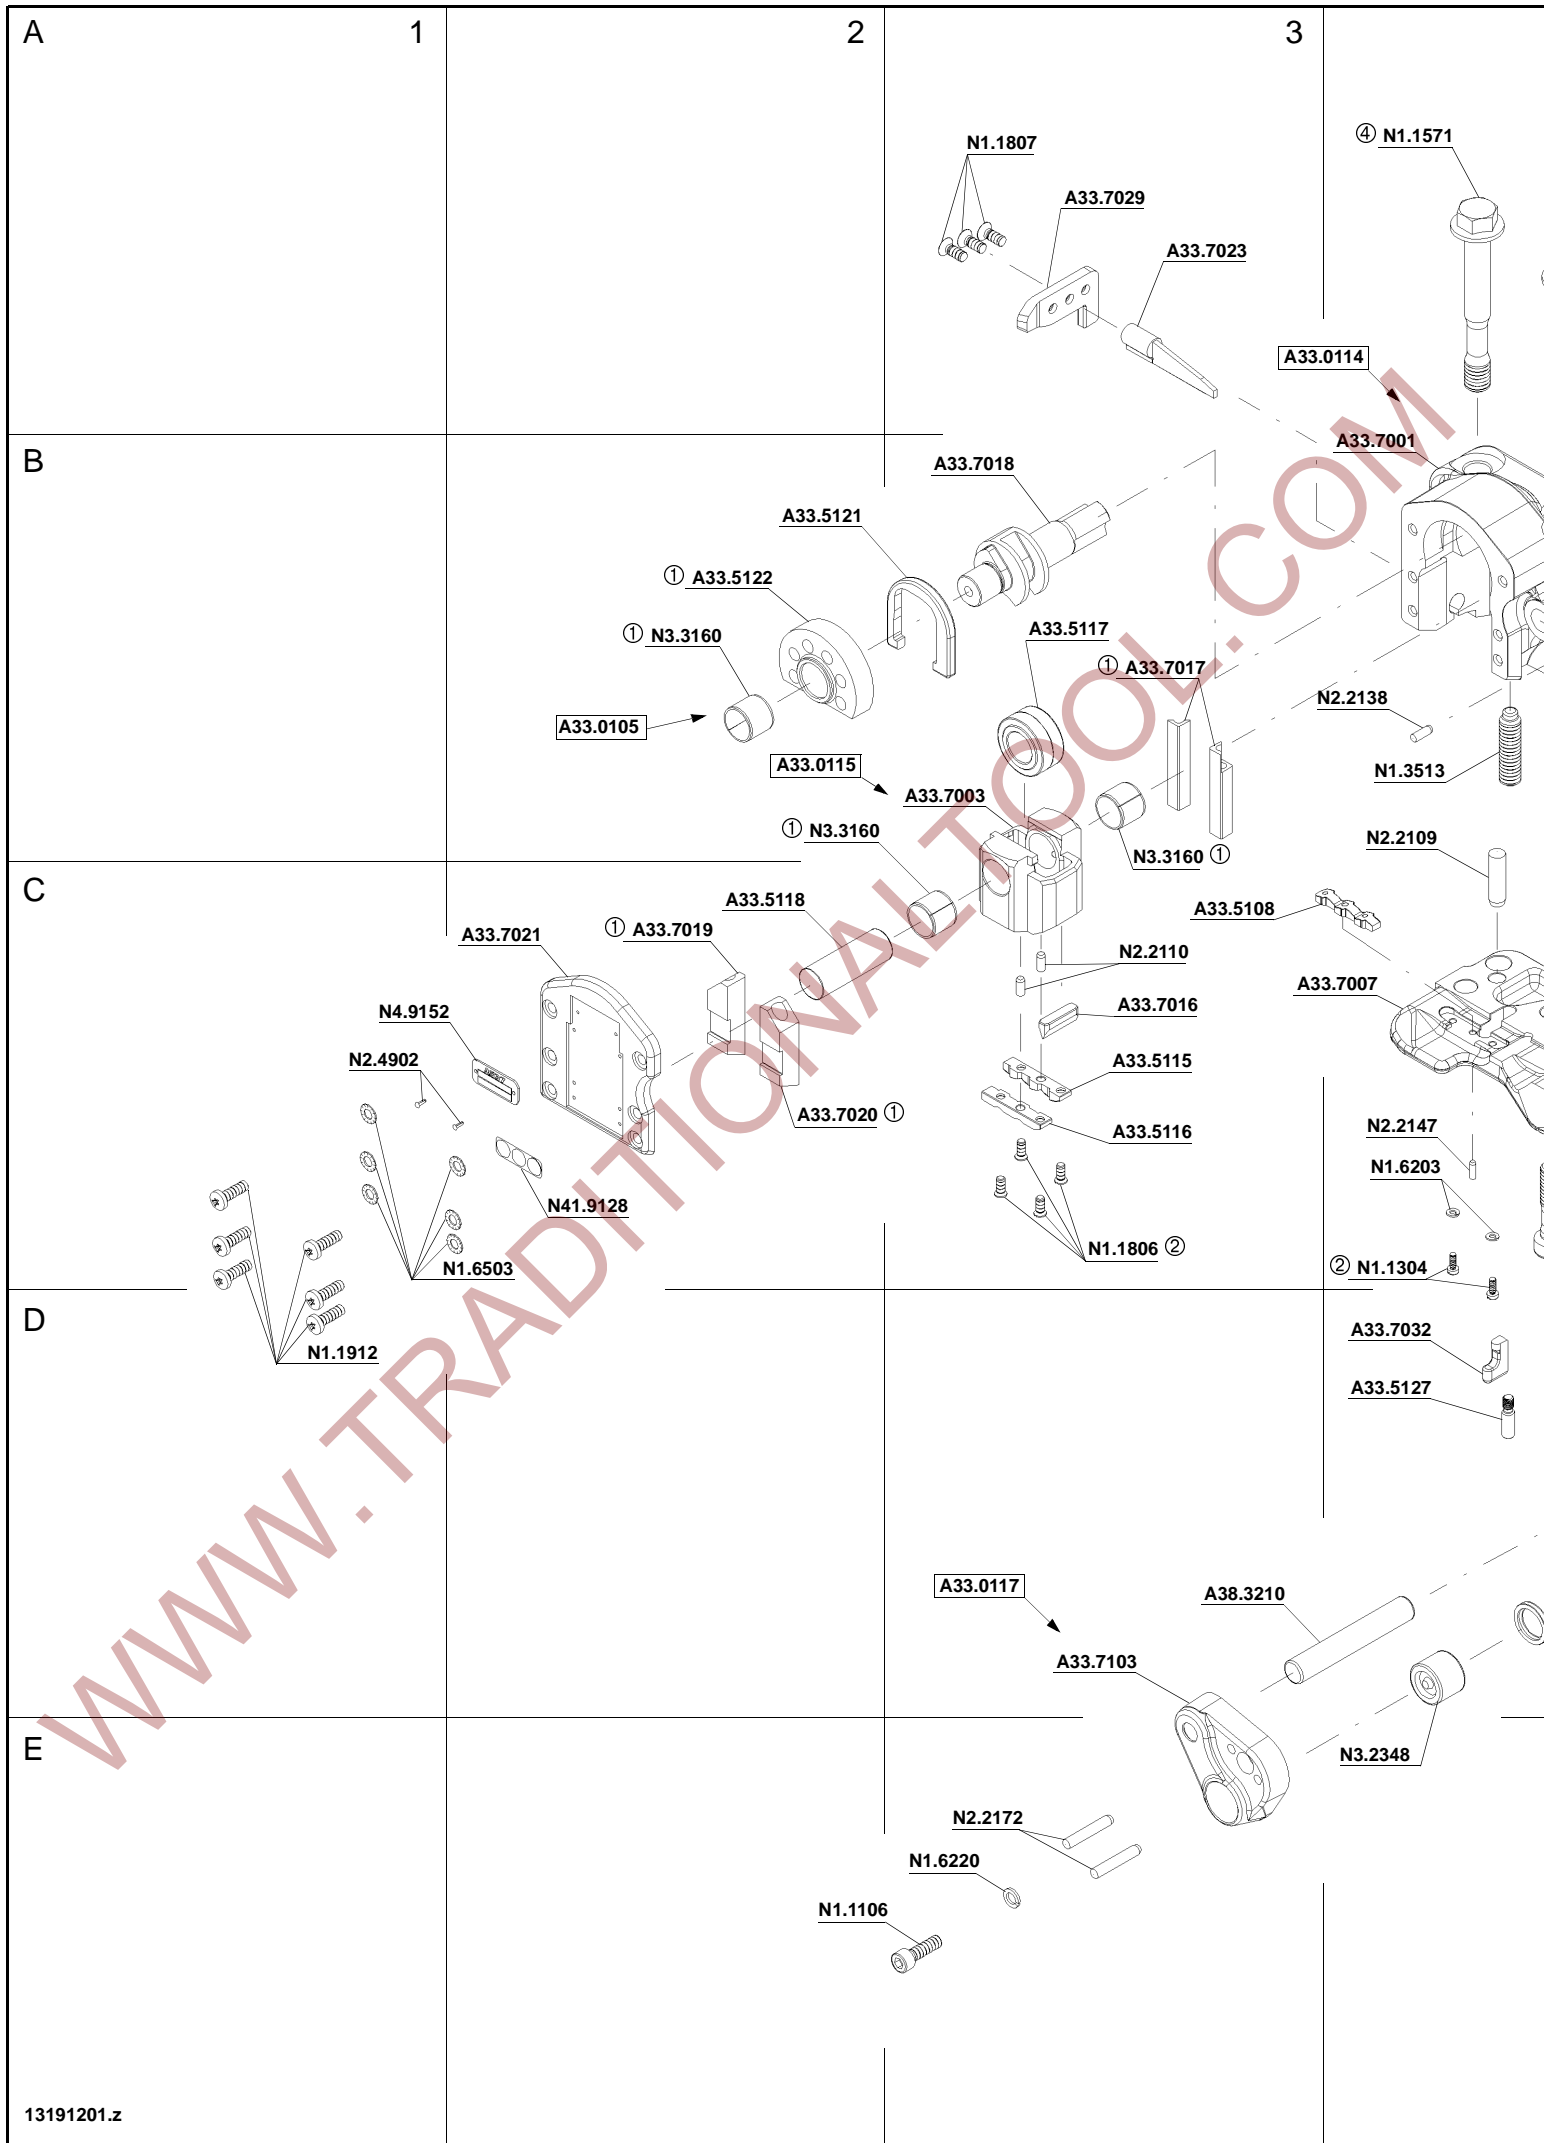 A 1 2 3
N1.1807
④ N1.1571
A33.7029
A33.7023
A33.0114
B
A33.7001
A33.7018
A33.5121
① A33.5122
① N3.3160
A33.5117
① A33.7017
N2.2138
A33.0105
A33.0115
N1.3513
A33.7003
① N3.3160
N2.2109
N3.3160 ①
C
A33.5118
A33.5108
① A33.7019
A33.7021
N2.2110
A33.7007
A33.7016
N4.9152
N2.4902
A33.5115
A33.7020 ①
A33.5116
N2.2147
N1.6203
N41.9128
N1.1806 ②
N1.6503
② N1.1304
D
A33.7032
N1.1912
A33.5127
A33.0117
A38.3210
A33.7103
E
N3.2348
N2.2172
N1.6220
N1.1106
13191201.z
WWW.TRADITIONALTOOL.COM